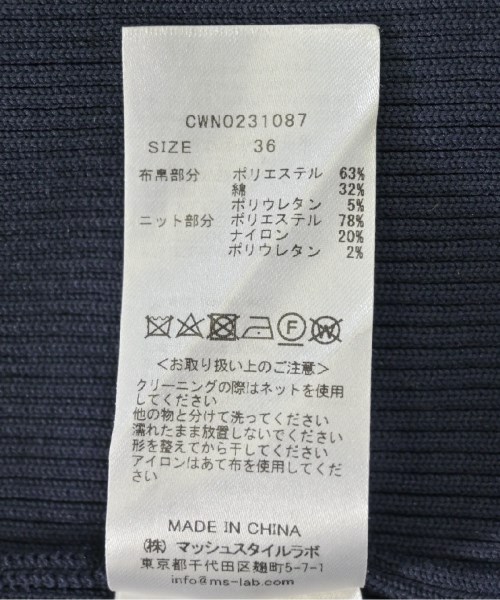 CWNO231087
SIZE 36
布帛部分 ポリエステル 63%
綿 32%
ポリウレタン 5%
ニット部分 ポリエステル 78%
ナイロン 20%
ポリウレタン 2%
F W
<お取り扱い上のご注意>
クリーニングの際はネットを使用
してください
他の物と分けて洗ってください
濡れたまま放置しないでください
形を整えてから干してください
アイロンはあて布を使用してくだ
さい
MADE IN CHINA
(株) マッシュスタイルラボ
東京都千代田区麹町5-7-1
info@ms-lab.com